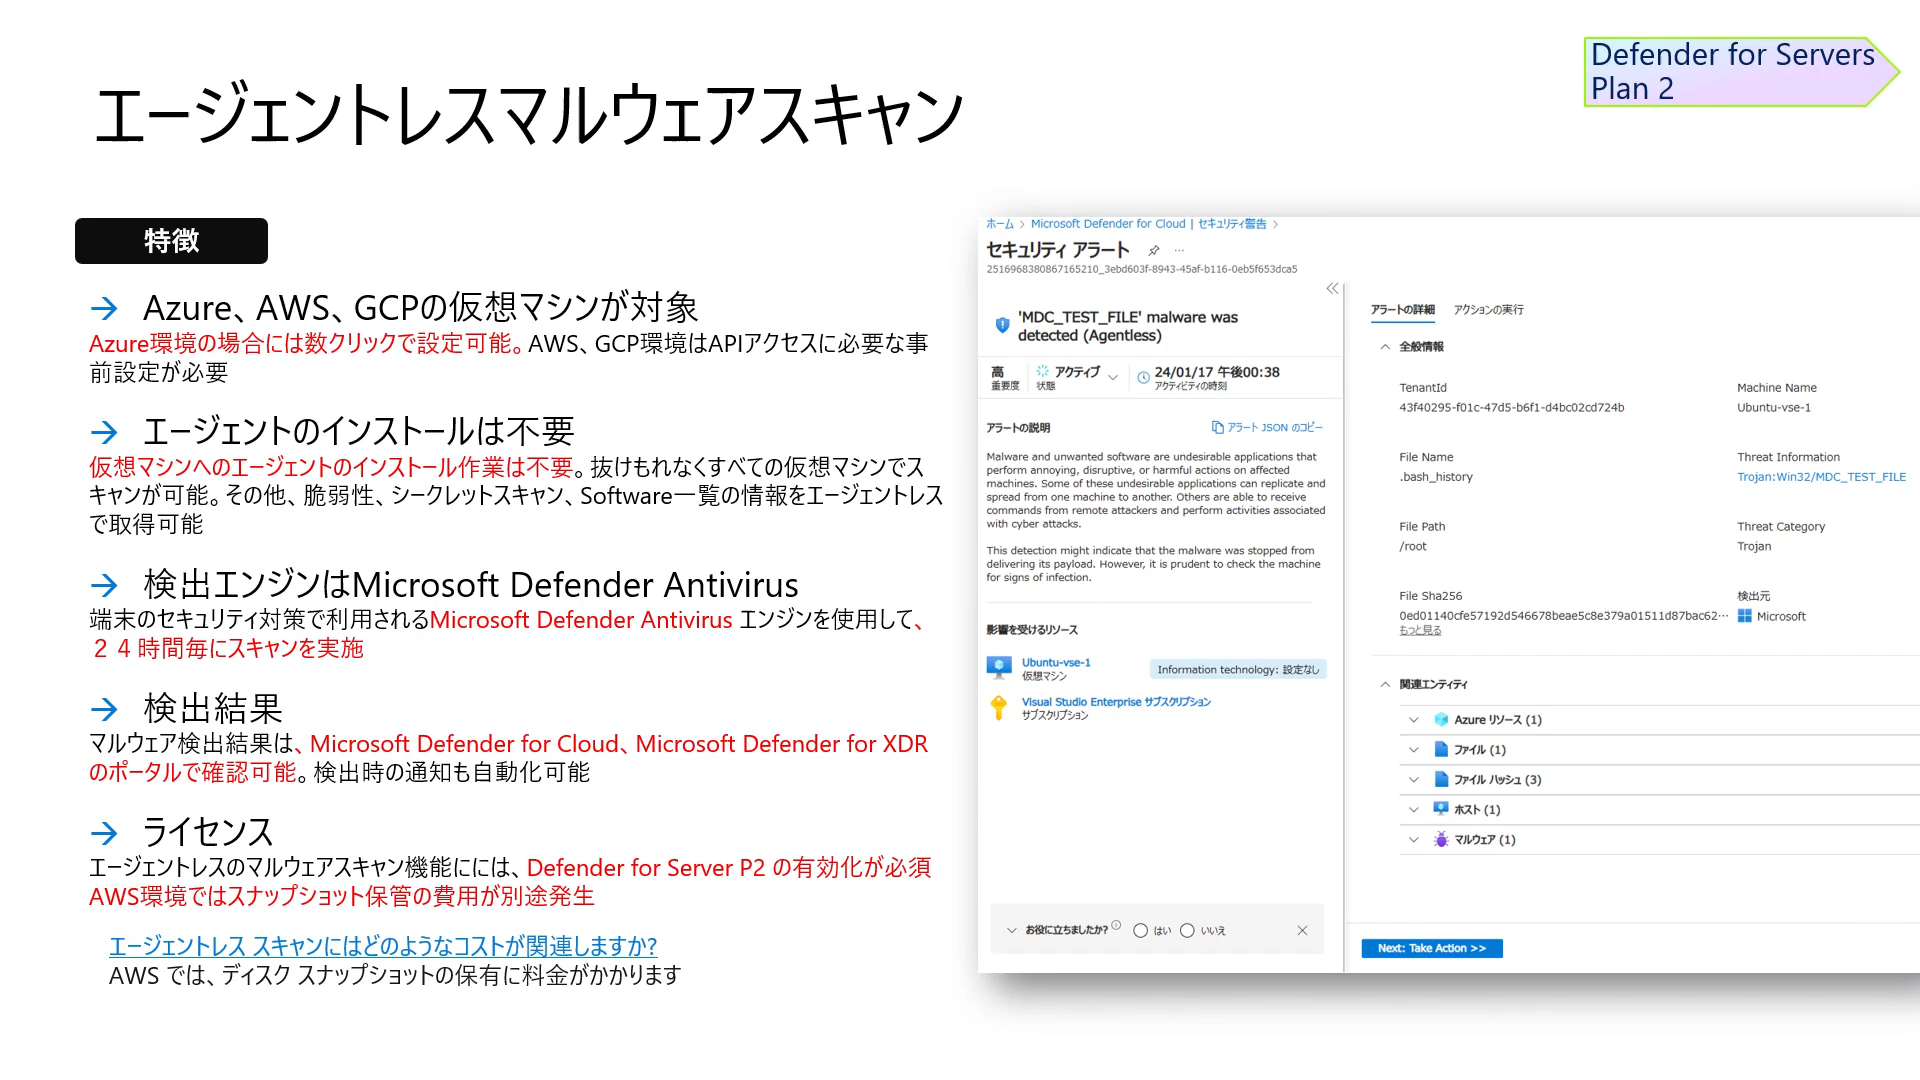 Defender for Servers
Plan 2
エージェントレスマルウェアスキャン
特徴
→ Azure、AWS、GCPの仮想マシンが対象
Azure環境の場合には数クリックで設定可能。AWS、GCP環境はAPIアクセスに必要な事
前設定が必要
→ エージェントのインストールは不要
仮想マシンへのエージェントのインストール作業は不要。抜けもれなくすべての仮想マシンでス
キャンが可能。その他、脆弱性、シークレットスキャン、Software一覧の情報をエージェントレス
で取得可能
→ 検出エンジンはMicrosoft Defender Antivirus
端末のセキュリティ対策で利用されるMicrosoft Defender Antivirus エンジンを使用して、
２４時間毎にスキャンを実施
→ 検出結果
マルウェア検出結果は、Microsoft Defender for Cloud、Microsoft Defender for XDR
のポータルで確認可能。検出時の通知も自動化可能
→ ライセンス
エージェントレスのマルウェアスキャン機能にには、Defender for Server P2 の有効化が必須
AWS環境ではスナップショット保管の費用が別途発生
エージェントレス スキャンにはどのようなコストが関連しますか?
AWS では、ディスク スナップショットの保有に料金がかかります
ホーム > Microsoft Defender for Cloud | セキュリティ警告 >
セキュリティ アラート ...
2516968380867165210_3ebd603f-8943-45af-b116-0eb5f653dca5
'MDC_TEST_FILE' malware was
detected (Agentless)
高 アクティブ 24/01/17 午後00:38
重要度 状態 アクティビティの時刻
アラートの説明 アラート JSON のコピー
Malware and unwanted software are undesirable applications that
perform annoying, disruptive, or harmful actions on affected
machines. Some of these undesirable applications can replicate and
spread from one machine to another. Others are able to receive
commands from remote attackers and perform activities associated
with cyber attacks.
This detection might indicate that the malware was stopped from
delivering its payload. However, it is prudent to check the machine
for signs of infection.
影響を受けるリソース
Ubuntu-vse-1 Information technology: 設定なし
仮想マシン
Visual Studio Enterprise サブスクリプション
サブスクリプション
お役に立ちましたか? はい いいえ
アラートの詳細 アクションの実行
全般情報
TenantId Machine Name
43f40295-f01c-47d5-b6f1-d4bc02cd724b Ubuntu-vse-1
File Name Threat Information
.bash_history Trojan:Win32/MDC_TEST_FILE
File Path Threat Category
/root Trojan
File Sha256 検出元
0ed01140cfe57192d546678beae5c8e379a01511d87bac62… Microsoft
もっと見る
関連エンティティ
Azure リソース (1)
ファイル (1)
ファイル ハッシュ (3)
ホスト (1)
マルウェア (1)
Next: Take Action >>